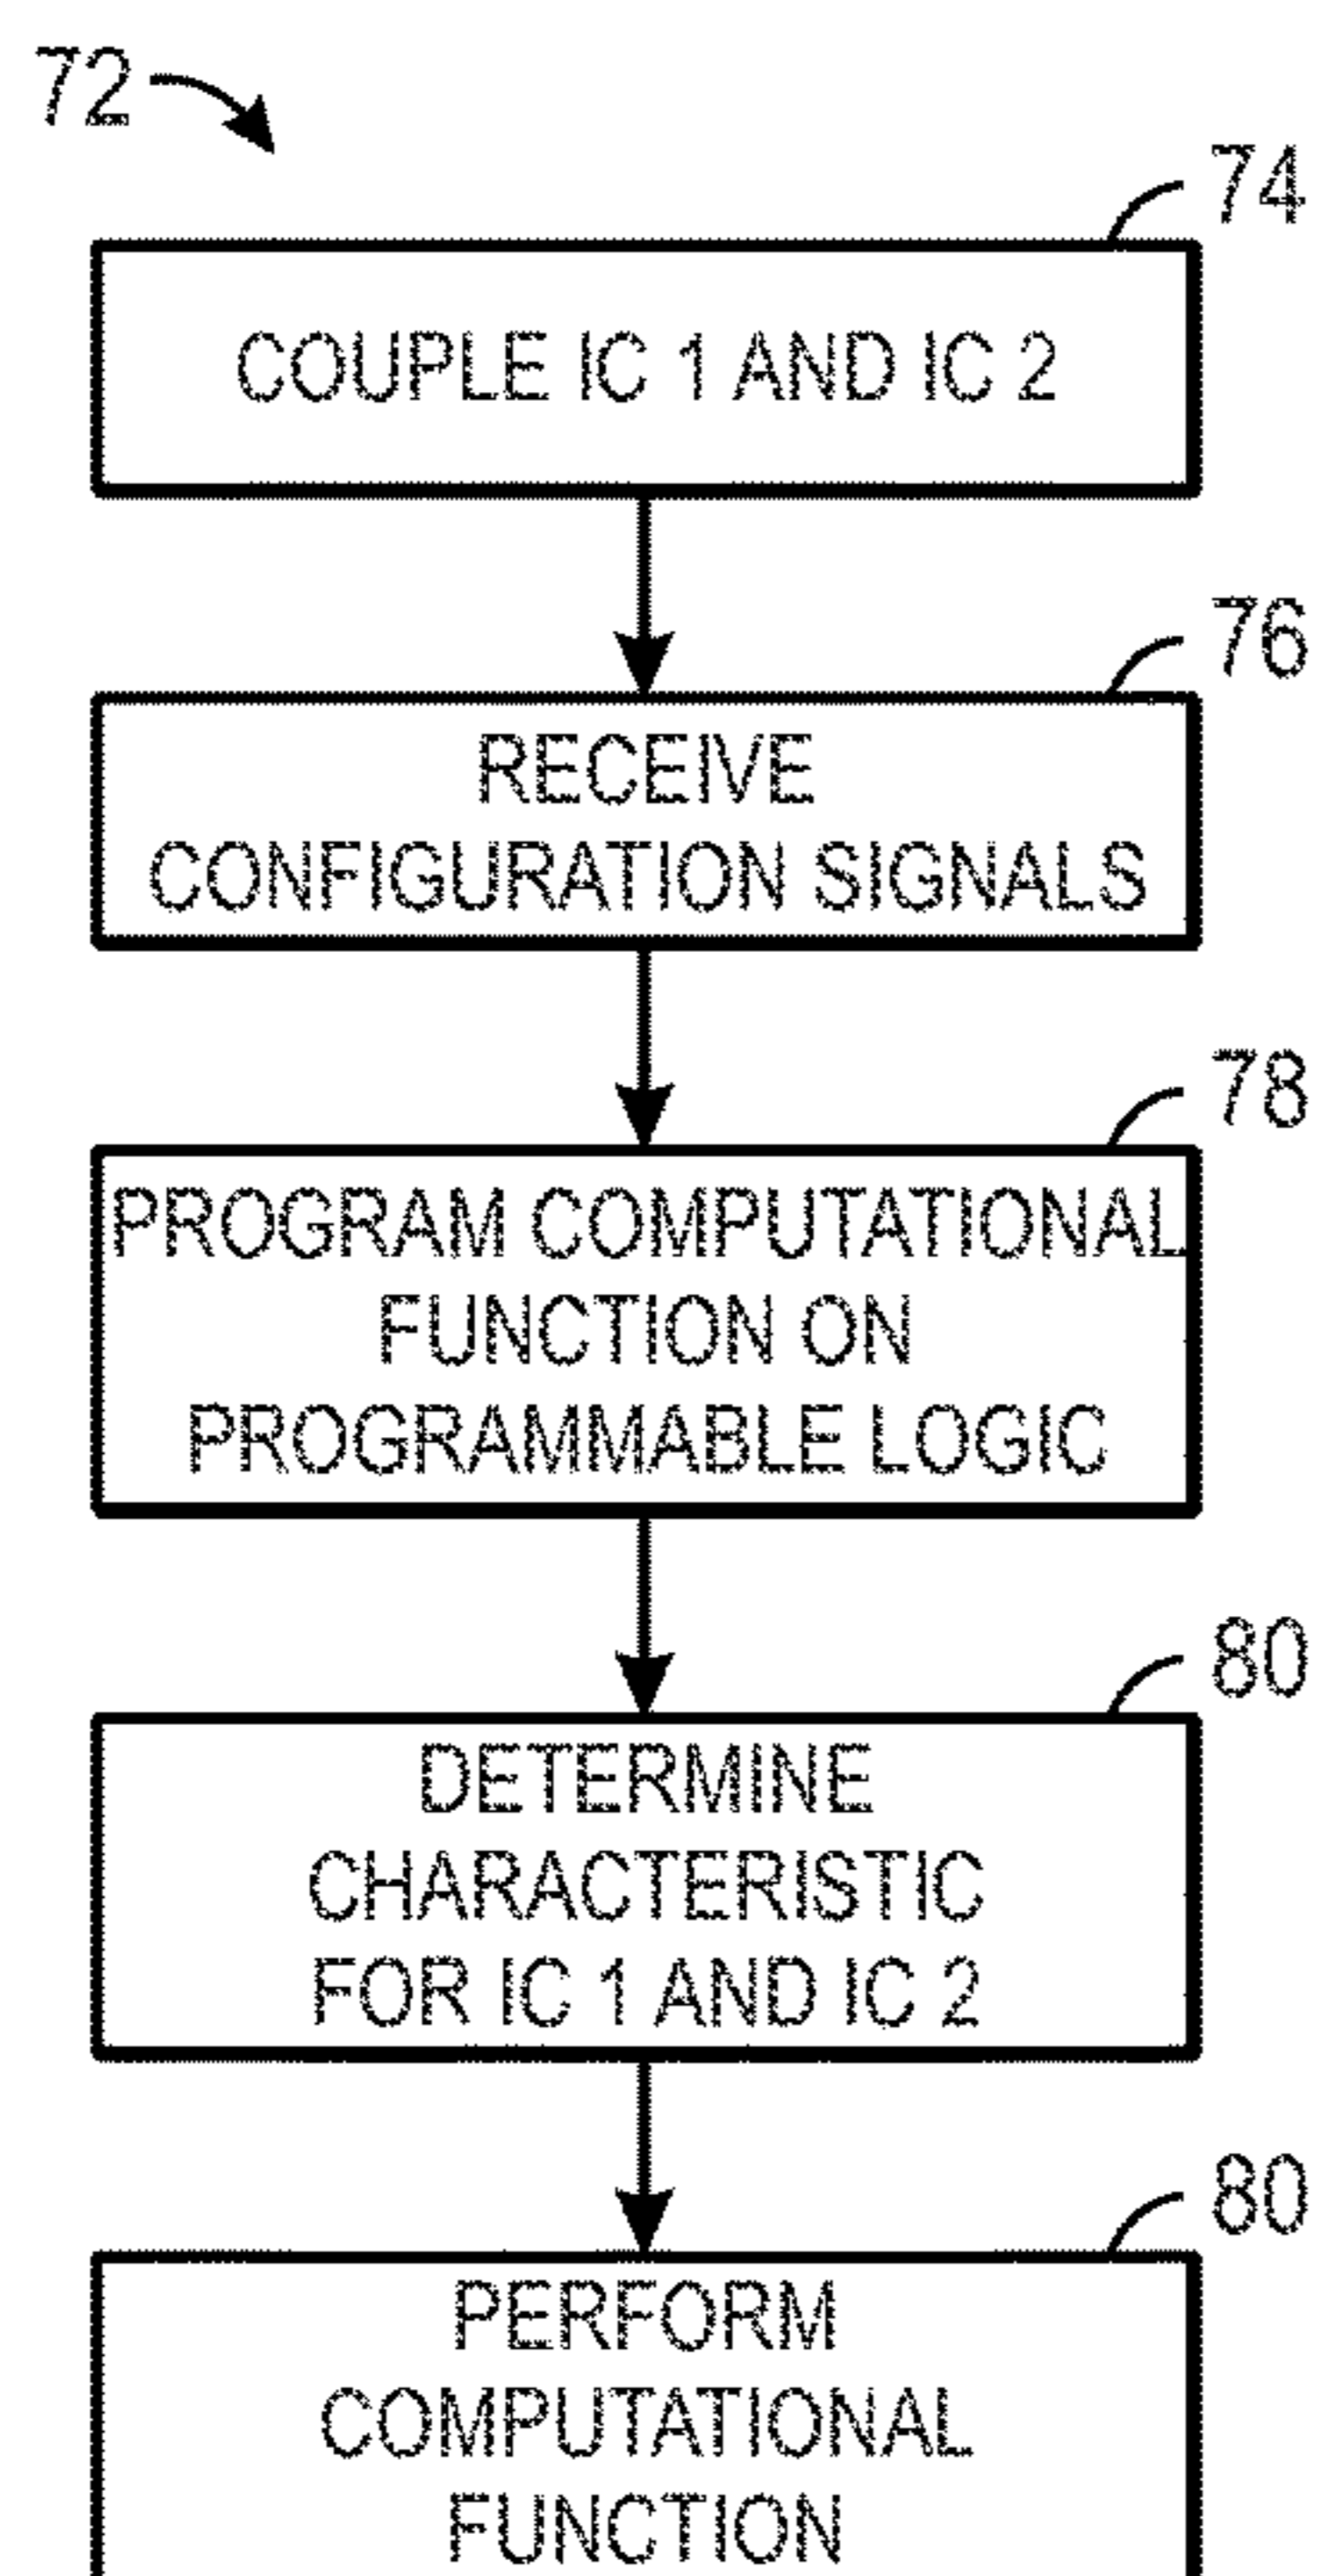 72
74
COUPLE IC 1 AND IC 2
76
RECEIVE
CONFIGURATION SIGNALS
78
PROGRAM COMPUTATIONAL
FUNCTION ON
PROGRAMMABLE LOGIC
80
DETERMINE
CHARACTERISTIC
FOR IC 1 AND IC 2
80
PERFORM
COMPUTATIONAL
FUNCTION